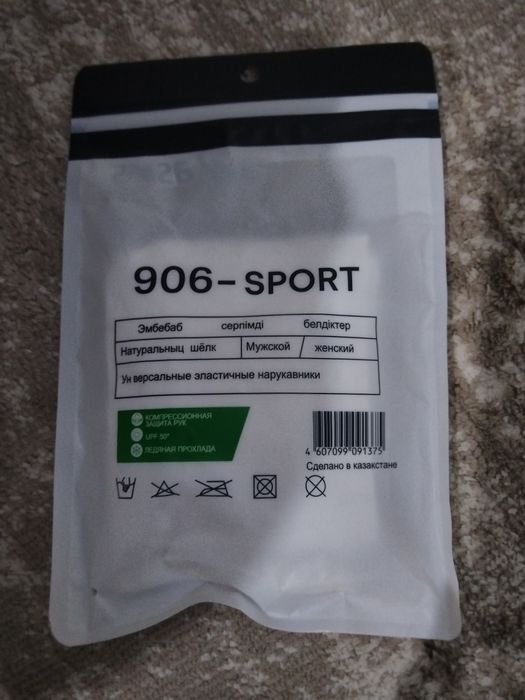 906-SPORT
Эмбебаб серпімді белдіктер
Натуральныц шёлк Мужской / женский
Ун версальные эластичные нарукавники
КОМПРЕССИОННАЯ
ЗАЩИТА РУК
UPF 50+
ЛЕДЯНАЯ ПРОХЛАДА
4 607099 091375
Сделано в казакстане